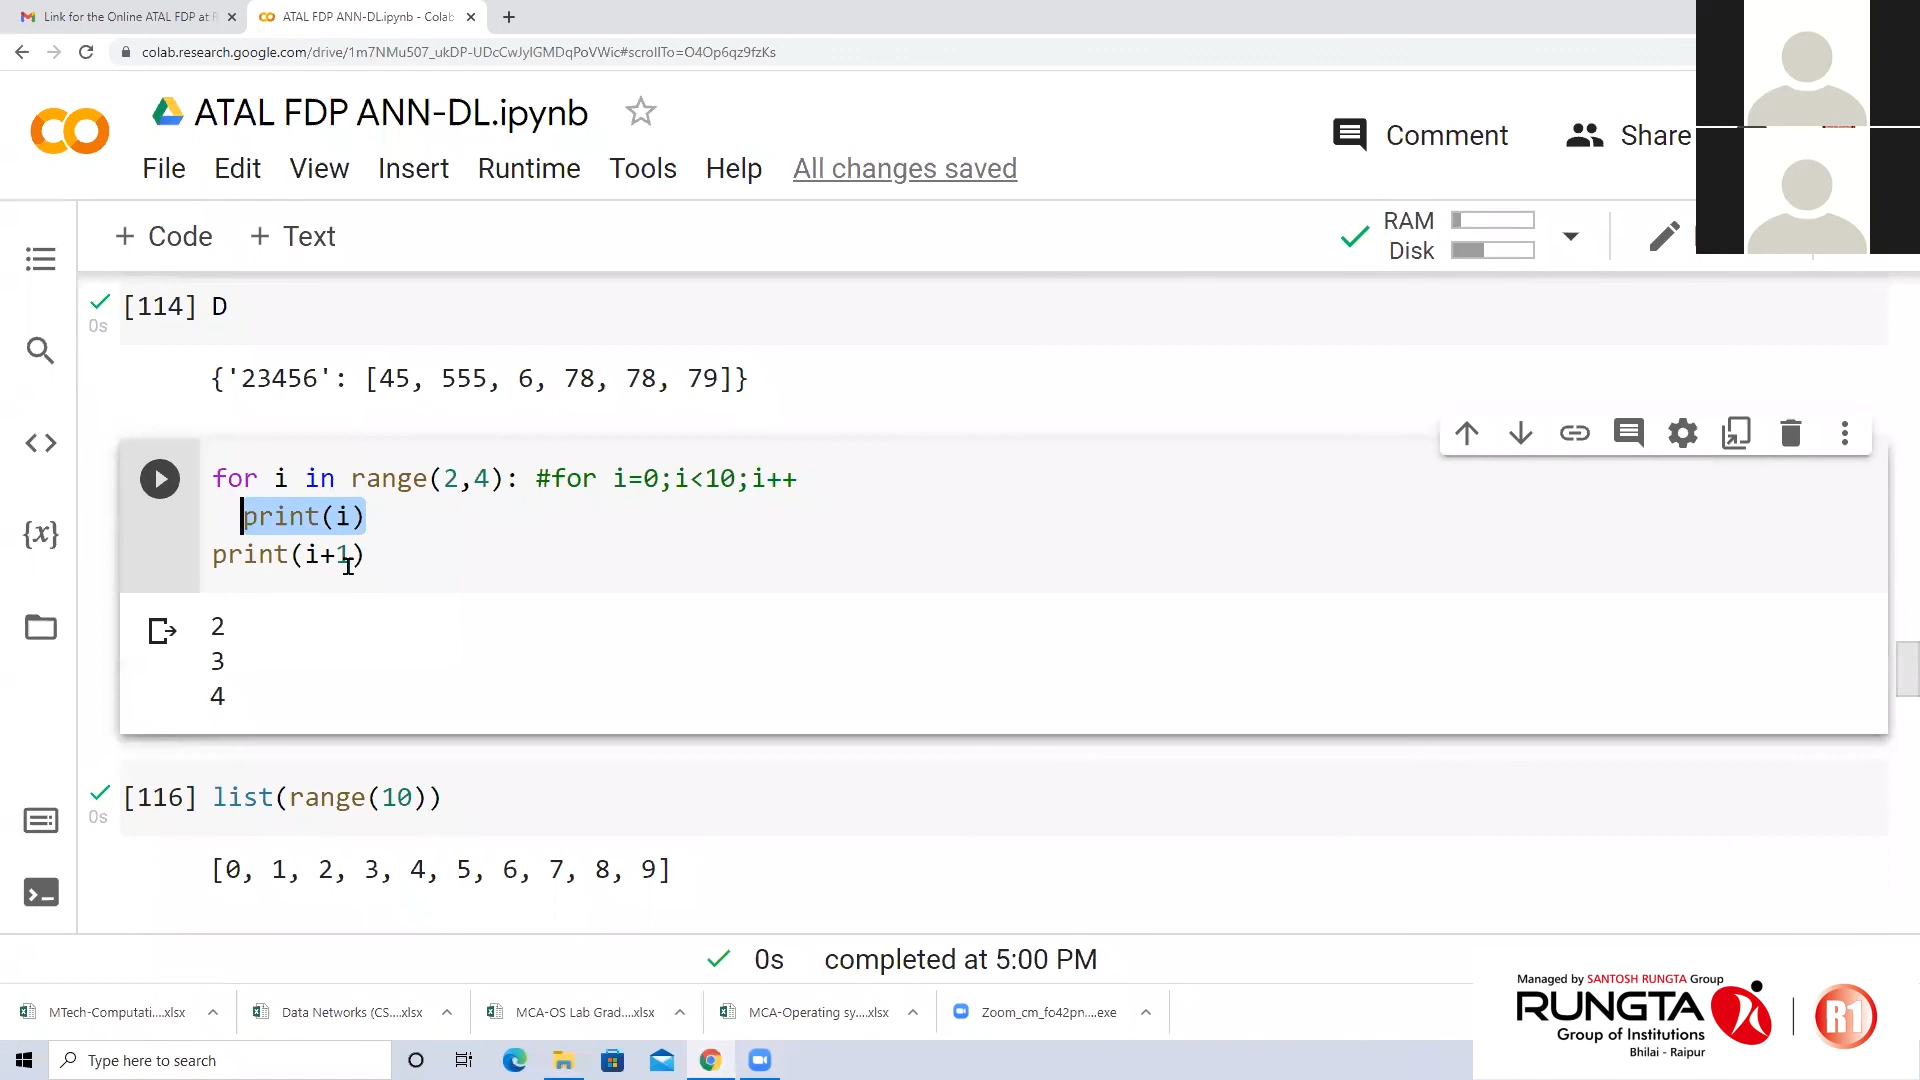 Link for the Online ATAL FDP at
ATAL FDP ANN-DL.ipynb - Colab
colab.research.google.com/drive/1m7NMu507_ukDP-UDcCwJyIGMDqPoVWic#scrollTo=O4Op6qz9fzKs
ATAL FDP ANN-DL.ipynb
Comment
Share
File Edit View Insert Runtime Tools Help All changes saved
+ Code + Text
RAM
Disk
[114] D
0s
{'23456': [45, 555, 6, 78, 78, 79]}
for i in range(2,4): #for i=0;i<10;i++
print(i)
print(i+1)
{x}
2
3
4
[116] list(range(10))
0s
[0, 1, 2, 3, 4, 5, 6, 7, 8, 9]
0s completed at 5:00 PM
MTech-Computati....xlsx
Data Networks (CS....xlsx
MCA-OS Lab Grad....xlsx
MCA-Operating sy....xlsx
Zoom_cm_fo42pn....exe
Managed by SANTOSH RUNGTA Group
RUNGTA
Group of Institutions
Bhilai - Raipur
R1
Type here to search